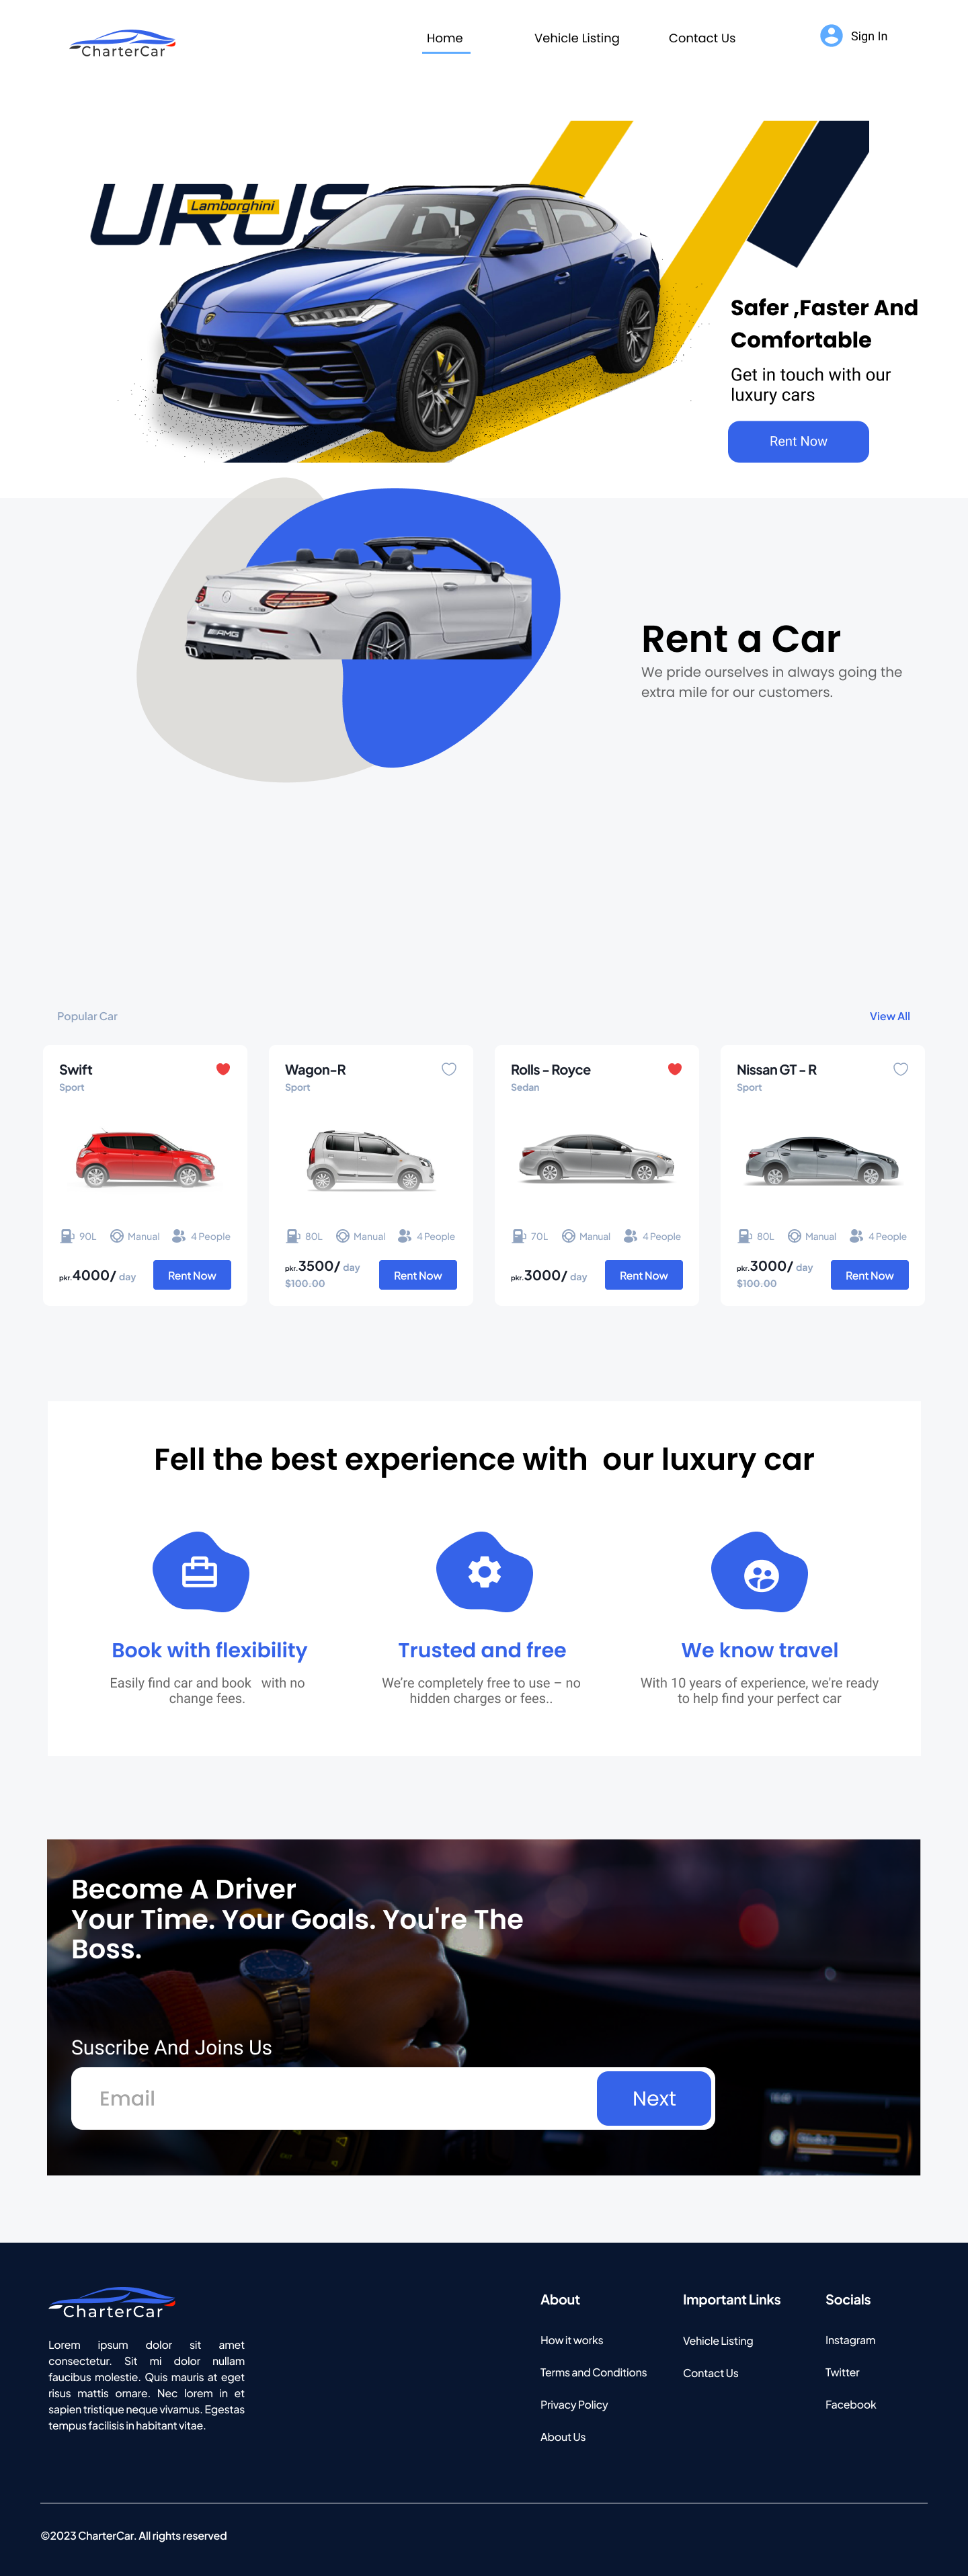 CharterCar
Home
Vehicle Listing
Contact Us
Sign In
URUS
Lamborghini
Safer ,Faster And
Comfortable
Get in touch with our
luxury cars
Rent Now
AMG
Rent a Car
We pride ourselves in always going the
extra mile for our customers.
Popular Car
View All
Swift
Sport
90L
Manual
4 People
pkr.4000/ day
Rent Now
Wagon-R
Sport
80L
Manual
4 People
pkr.3500/ day
$100.00
Rent Now
Rolls - Royce
Sedan
70L
Manual
4 People
pkr.3000/ day
Rent Now
Nissan GT - R
Sport
80L
Manual
4 People
pkr.3000/ day
$100.00
Rent Now
Fell the best experience with our luxury car
Book with flexibility
Easily find car and book with no
change fees.
Trusted and free
We're completely free to use – no
hidden charges or fees..
We know travel
With 10 years of experience, we're ready
to help find your perfect car
Become A Driver
Your Time. Your Goals. You're The
Boss.
Suscribe And Joins Us
Email
Next
CharterCar
Lorem ipsum dolor sit amet
consectetur. Sit mi dolor nullam
faucibus molestie. Quis mauris at eget
risus mattis ornare. Nec lorem in et
sapien tristique neque vivamus. Egestas
tempus facilisis in habitant vitae.
About
How it works
Terms and Conditions
Privacy Policy
About Us
Important Links
Vehicle Listing
Contact Us
Socials
Instagram
Twitter
Facebook
©2023 CharterCar. All rights reserved